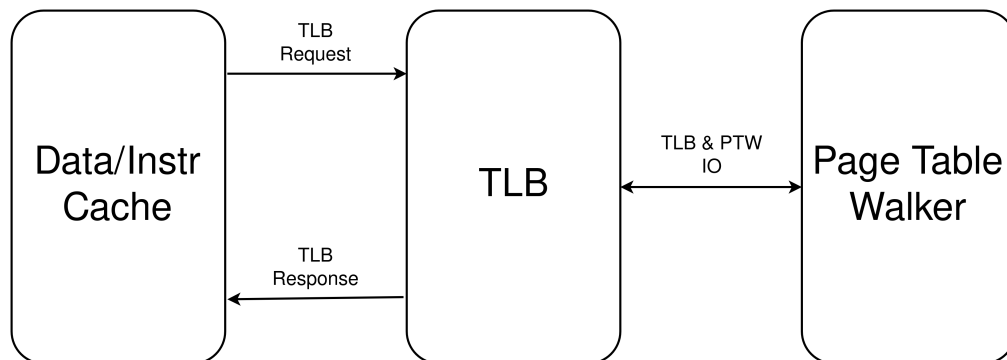 Data/Instr
Cache
TLB
Request
TLB
Response
TLB
TLB & PTW
IO
Page Table
Walker